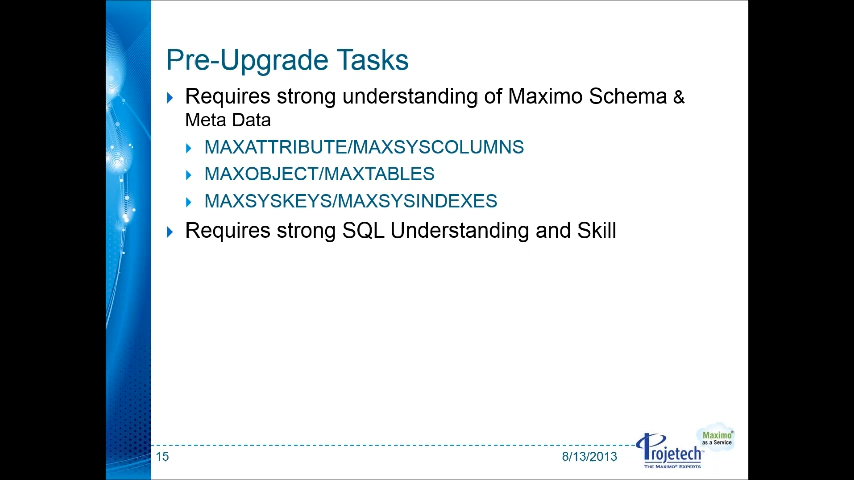 Pre-Upgrade Tasks
Requires strong understanding of Maximo Schema &
Meta Data
MAXATTRIBUTE/MAXSYSCOLUMNS
MAXOBJECT/MAXTABLES
MAXSYSKEYS/MAXSYSINDEXES
Requires strong SQL Understanding and Skill
Maximo®
as a Service
15
8/13/2013
Projetech
THE MAXIMO® EXPERTS